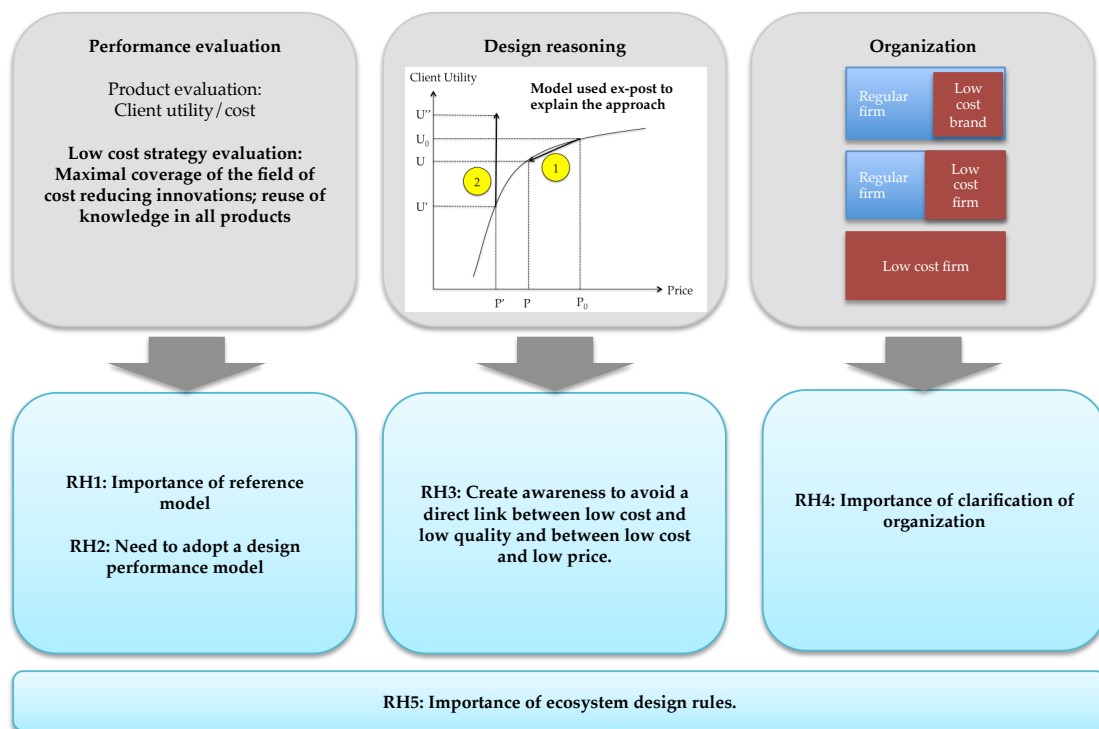 Performance evaluation
Product evaluation:
Client utility/cost
Low cost strategy evaluation:
Maximal coverage of the field of
cost reducing innovations; reuse of
knowledge in all products
Design reasoning
Client Utility
Model used ex-post to
explain the approach
U''
U₀
U
U'
1
2
P'
P
P₀
Price
Organization
Regular
firm
Low
cost
brand
Regular
firm
Low
cost
firm
Low cost firm
RH1: Importance of reference
model
RH2: Need to adopt a design
performance model
RH3: Create awareness to avoid a
direct link between low cost and
low quality and between low cost
and low price.
RH4: Importance of clarification of
organization
RH5: Importance of ecosystem design rules.